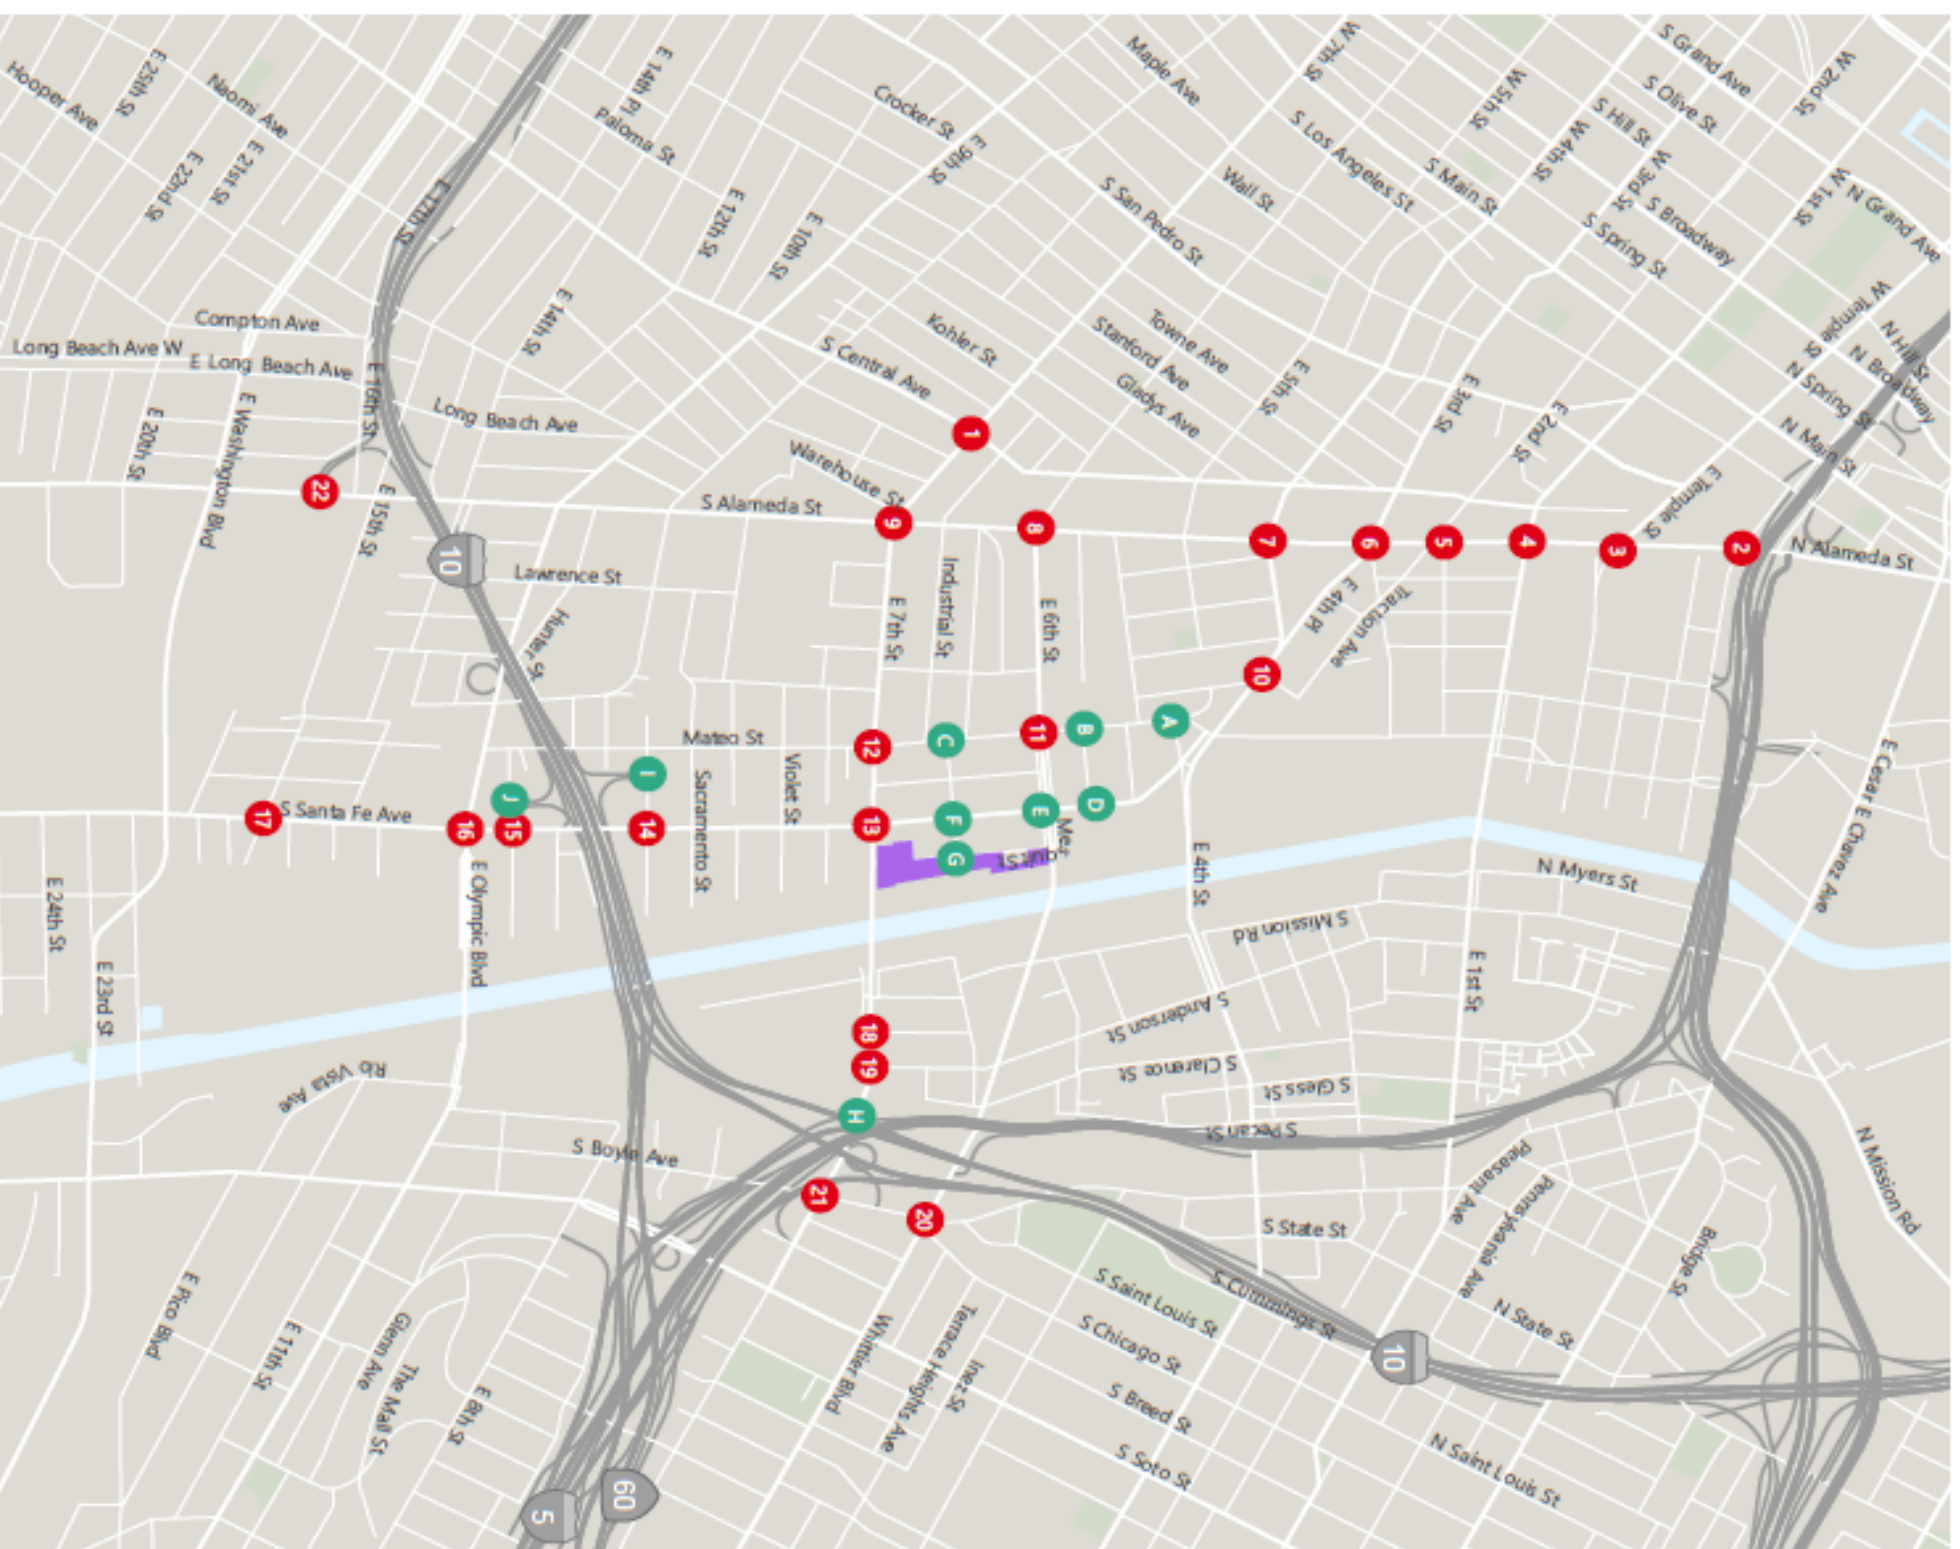 Hooper Ave
E 25th St
Naomi Ave
E 22nd St
E 21st St
E 17th St
E 14th Pl
Paloma St
E 12th St
E 10th St
Crocker St
E 9th St
Maple Ave
W 7th St
S Los Angeles St
Wall St
S San Pedro St
W 5th St
S Main St
W 4th St
S Hill St
W 3rd St
S Olive St
S Grand Ave
W 2nd St
S Broadway
S Spring St
W 1st St
N Grand Ave
W Temple St
N Hill St
N Broadway
N Spring St
N Main St
Compton Ave
Long Beach Ave W
E Long Beach Ave
E 16th St
E 14th St
Long Beach Ave
E 20th St
E Washington Blvd
E 15th St
S Central Ave
Kohler St
Stanford Ave
Towne Ave
Gladys Ave
E 5th St
E 3rd St
E 2nd St
E Temple St
Warehouse St
S Alameda St
N Alameda St
1
2
3
4
5
6
7
8
9
22
10
Lawrence St
Hunter St
E 7th St
Industrial St
E 6th St
E 4th Pl
Traction Ave
10
A
B
11
C
12
Mateo St
Violet St
Sacramento St
I
J
D
E
F
G
13
14
15
16
17
S Santa Fe Ave
Mes
quit St
E 4th St
N Myers St
E Cesar E Chavez Ave
E 24th St
E 23rd St
E Olympic Blvd
S Mission Rd
E 1st St
S Anderson St
S Clarence St
S Gless St
S Pecan St
Rio Vista Ave
18
19
H
S Boyle Ave
21
20
S State St
Pleasant Ave
Pennsylvania Ave
Bridge St
N Mission Rd
S Cummings St
S Saint Louis St
S Chicago St
S Breed St
S Soto St
N State St
N Saint Louis St
10
E Pico Blvd
E 11th St
Glenn Ave
The Mall St
E 8th St
Whittier Blvd
Terrace Heights Ave
Inez St
60
5